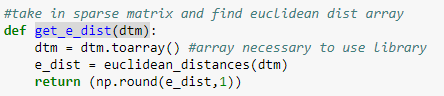 #take in sparse matrix and find euclidean dist array
def get_e_dist(dtm):
    dtm = dtm.toarray() #array necessary to use library
    e_dist = euclidean_distances(dtm)
    return (np.round(e_dist,1))